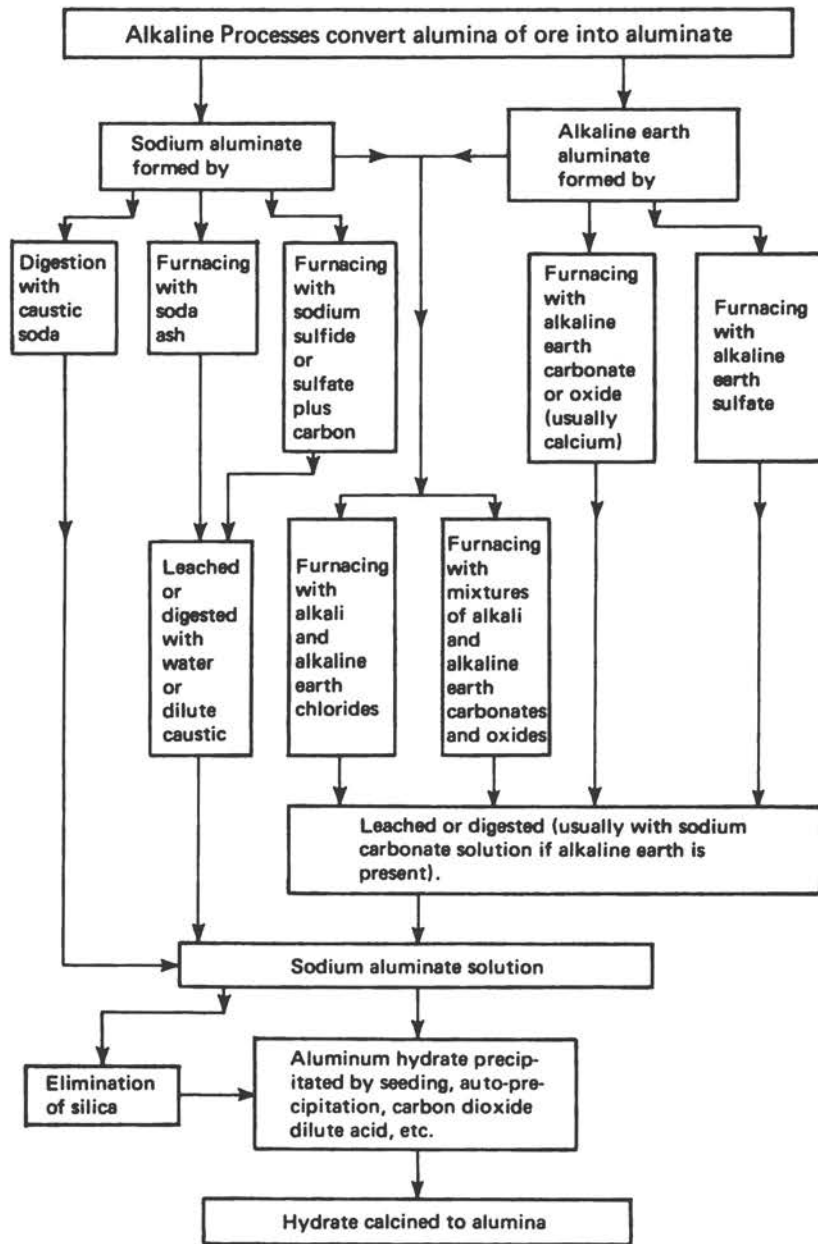 Alkaline Processes convert alumina of ore into aluminate
Sodium aluminate
formed by
Alkaline earth
aluminate
formed by
Digestion
with
caustic
soda
Furnacing
with
soda
ash
Furnacing
with
sodium
sulfide
or
sulfate
plus
carbon
Furnacing
with
alkaline
earth
carbonate
or oxide
(usually
calcium)
Furnacing
with
alkaline
earth
sulfate
Leached
or
digested
with
water
or
dilute
caustic
Furnacing
with
alkali
and
alkaline
earth
chlorides
Furnacing
with
mixtures
of alkali
and
alkaline
earth
carbonates
and oxides
Leached or digested (usually with sodium
carbonate solution if alkaline earth is
present).
Sodium aluminate solution
Elimination
of silica
Aluminum hydrate precip-
itated by seeding, auto-pre-
cipitation, carbon dioxide
dilute acid, etc.
Hydrate calcined to alumina